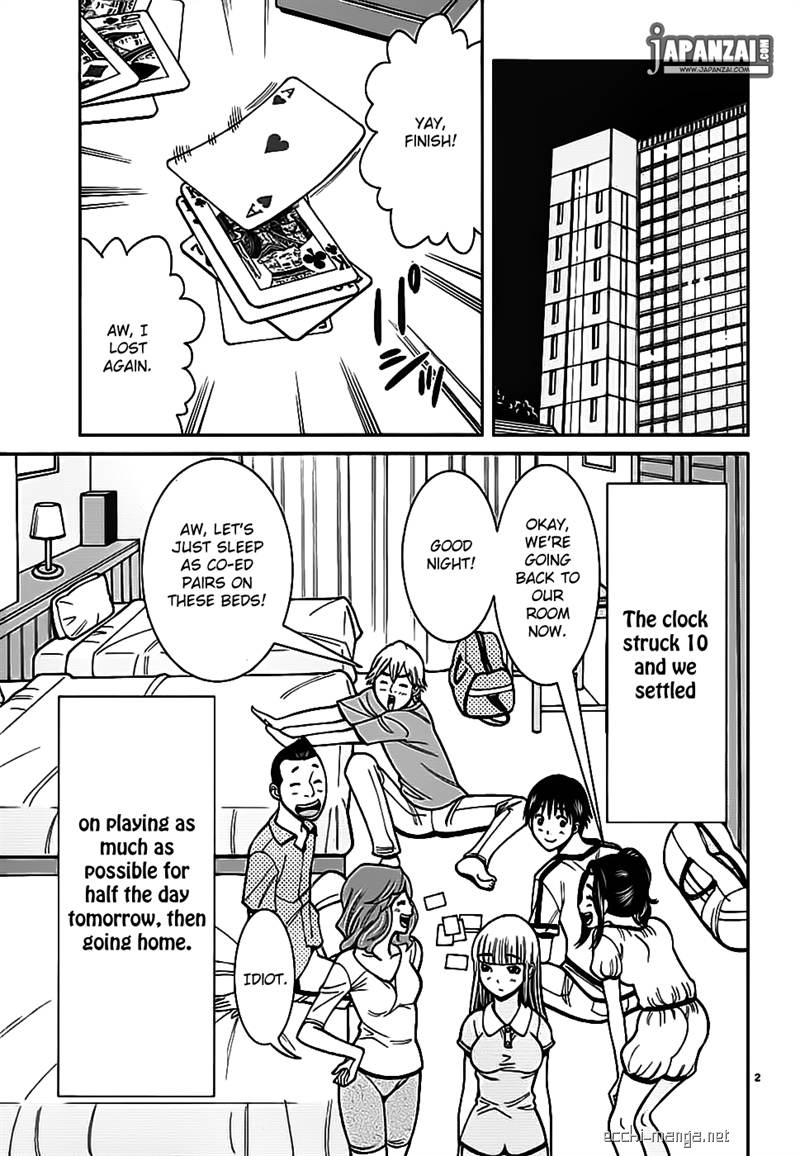 JAPANZAI.COM
WWW.JAPANZAI.COM
YAY,
FINISH!
A
A
AW, I
LOST
AGAIN.
The clock
struck 10
and we
settled
OKAY,
WE'RE
GOING
BACK TO
OUR
ROOM
NOW.
GOOD
NIGHT!
AW, LET'S
JUST SLEEP
AS CO-ED
PAIRS ON
THESE BEDS!
on playing as
much as
possible for
half the day
tomorrow, then
going home.
IDIOT.
2
ecchi-manga.net